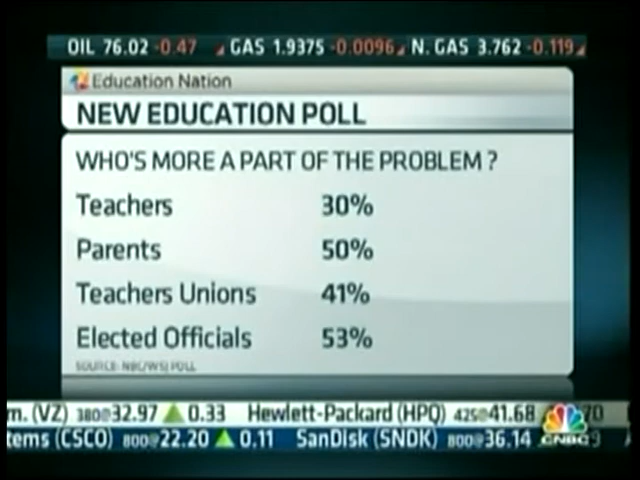 OIL 76.02 -0.47 GAS 1.9375 -0.0096 N. GAS 3.762 -0.119
Education Nation
NEW EDUCATION POLL
WHO'S MORE A PART OF THE PROBLEM ?
Teachers 30%
Parents 50%
Teachers Unions 41%
Elected Officials 53%
SOURCE: NBC/WSJ POLL
m. (VZ) 380@32.97 ▲ 0.33 Hewlett-Packard (HPQ) 425@41.68 70
tems (CSCO) 800@22.20 ▲ 0.11 SanDisk (SNDK) 800@36.14 9
CNBC